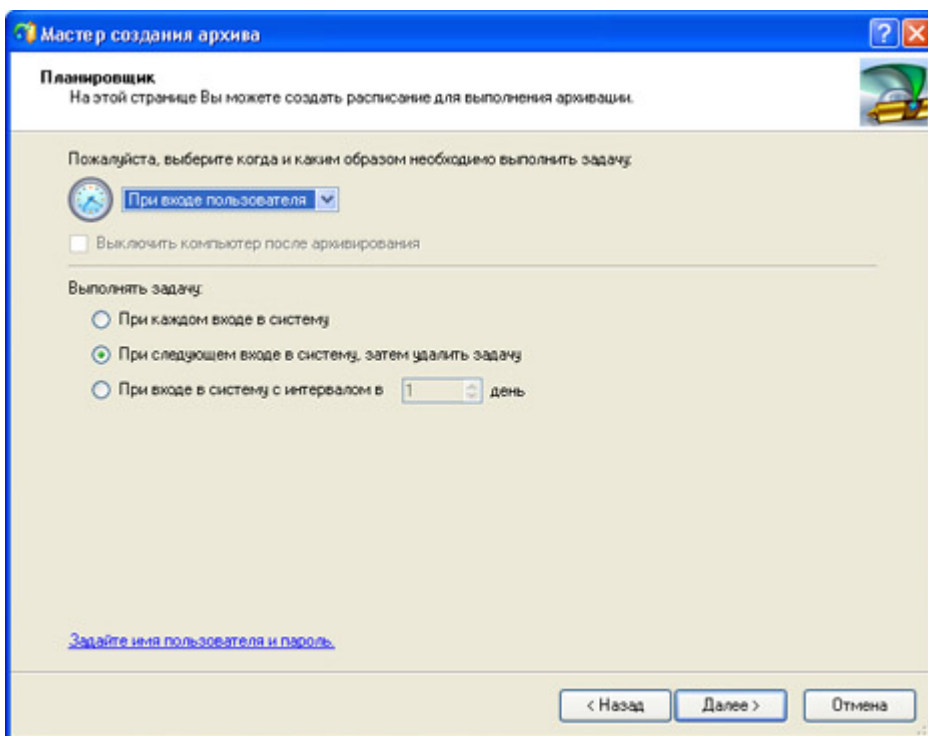 Мастер создания архива
Планировщик
На этой странице Вы можете создать расписание для выполнения архивации.
Пожалуйста, выберите когда и каким образом необходимо выполнить задачу:
При входе пользователя
Выключить компьютер после архивирования
Выполнять задачу:
При каждом входе в систему
При следующем входе в систему, затем удалить задачу
При входе в систему с интервалом в 1 день
Задайте имя пользователя и пароль.
< Назад Далее > Отмена